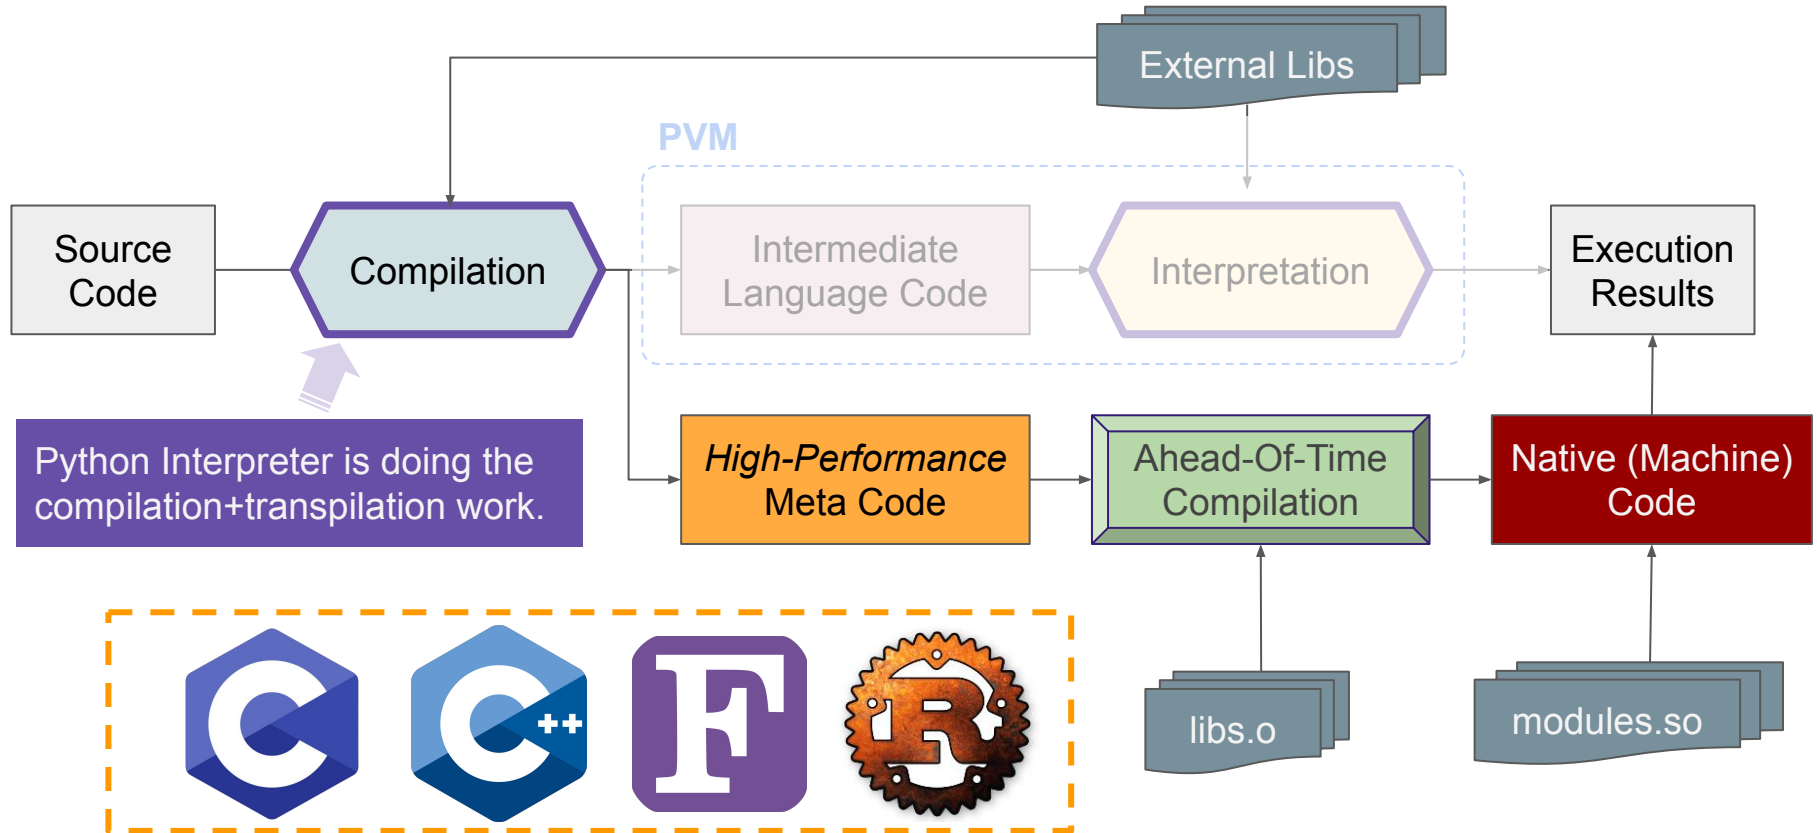 External Libs
PVM
Source
Code
Compilation
Intermediate
Language Code
Interpretation
Execution
Results
Python Interpreter is doing the
compilation+transpilation work.
High-Performance
Meta Code
Ahead-Of-Time
Compilation
Native (Machine)
Code
C
C++
F
R
libs.o
modules.so